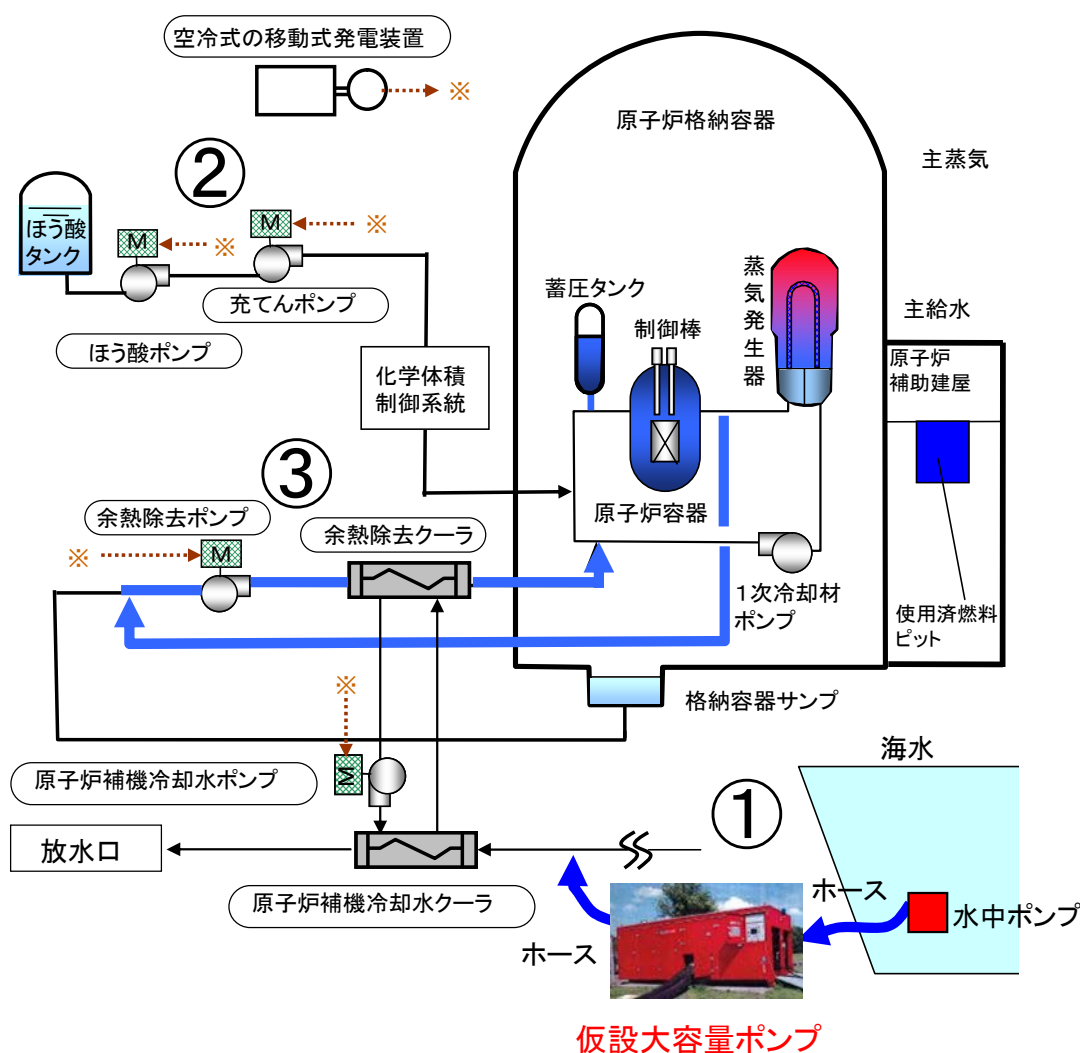 空冷式の移動式発電装置
※
②
ほう酸
タンク
M
※
M
※
充てんポンプ
ほう酸ポンプ
化学体積
制御系統
原子炉格納容器
主蒸気
蒸気発生器
蓄圧タンク
制御棒
主給水
原子炉
補助建屋
原子炉容器
1次冷却材
ポンプ
使用済燃料
ピット
③
余熱除去ポンプ
※
M
余熱除去クーラ
格納容器サンプ
※
M
原子炉補機冷却水ポンプ
放水口
原子炉補機冷却水クーラ
①
海水
ホース
水中ポンプ
ホース
仮設大容量ポンプ